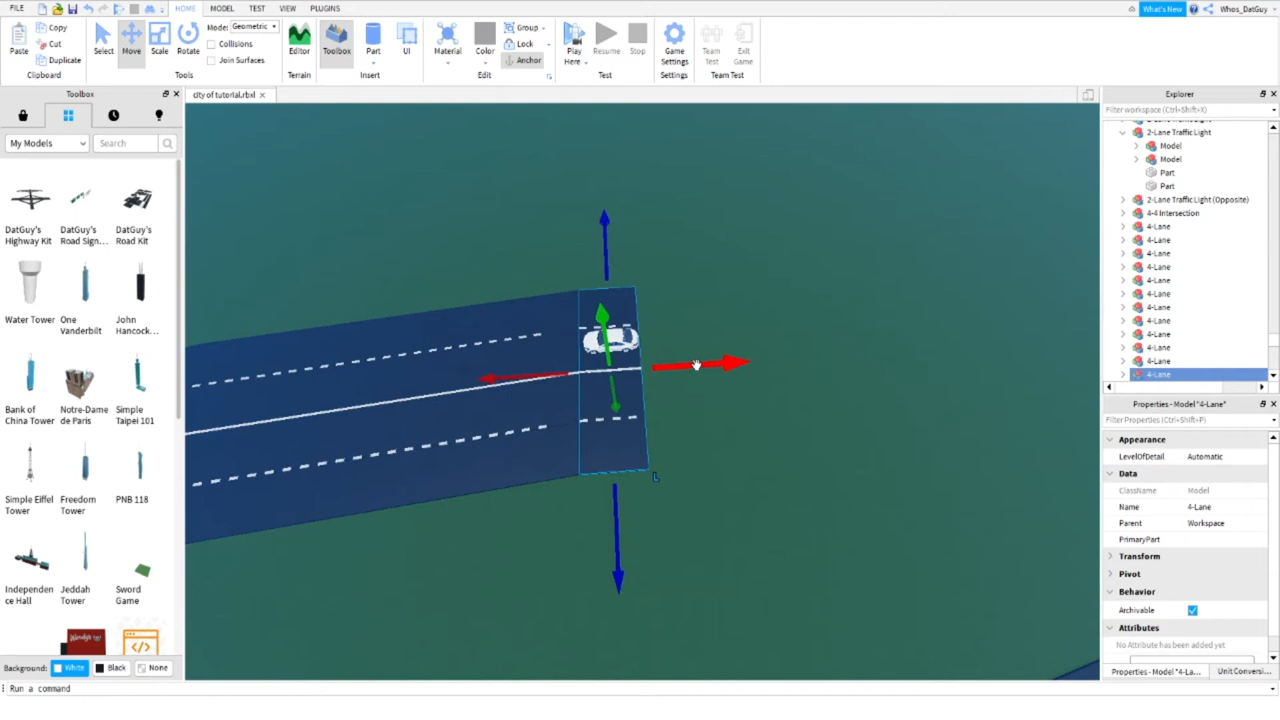 FILE
HOME
MODEL
TEST
VIEW
PLUGINS
What's New
Whos_DatGuy
Paste
Copy
Cut
Duplicate
Clipboard
Select
Move
Scale
Rotate
Mode: Geometric
Collisions
Join Surfaces
Tools
Editor
Terrain
Toolbox
Part
UI
Insert
Material
Color
Group
Lock
Anchor
Edit
Play
Here
Resume
Stop
Test
Game
Settings
Settings
Team
Test
Exit
Game
Team Test
Toolbox
city of tutorial.rbxl
My Models
Search
DatGuy's
Highway Kit
DatGuy's
Road Sign...
DatGuy's
Road Kit
Water Tower
One
Vanderbilt
John
Hancock...
Bank of
China Tower
Notre-Dame
de Paris
Simple
Taipei 101
Simple Eiffel
Tower
Freedom
Tower
PNB 118
Independen
ce Hall
Jeddah
Tower
Sword
Game
Background:
White
Black
None
Run a command
L
Explorer
Filter workspace (Ctrl+Shift+X)
2-Lane Traffic Light
Model
Model
Part
Part
2-Lane Traffic Light (Opposite)
4-4 Intersection
4-Lane
4-Lane
4-Lane
4-Lane
4-Lane
4-Lane
4-Lane
4-Lane
4-Lane
4-Lane
4-Lane
4-Lane
Properties - Model "4-Lane"
Filter Properties (Ctrl+Shift+P)
Appearance
LevelOfDetail Automatic
Data
ClassName Model
Name 4-Lane
Parent Workspace
PrimaryPart
Transform
Pivot
Behavior
Archivable
Attributes
No Attribute has been added yet
Properties - Model "4-La...
Unit Conversi...